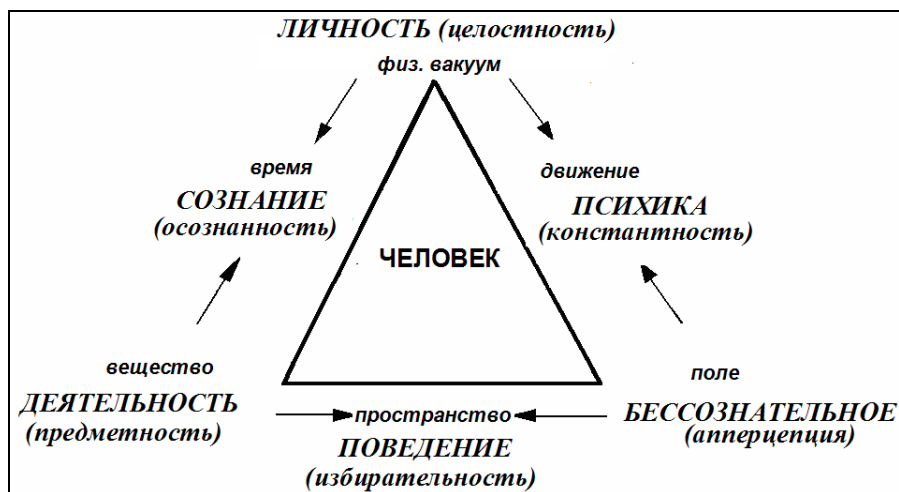 ЛИЧНОСТЬ (целостность)
физ. вакуум
время
движение
СОЗНАНИЕ
ПСИХИКА
(осознанность)
(константность)
ЧЕЛОВЕК
вещество
поле
ДЕЯТЕЛЬНОСТЬ
пространство
БЕССОЗНАТЕЛЬНОЕ
(предметность)
(апперцепция)
ПОВЕДЕНИЕ
(избирательность)